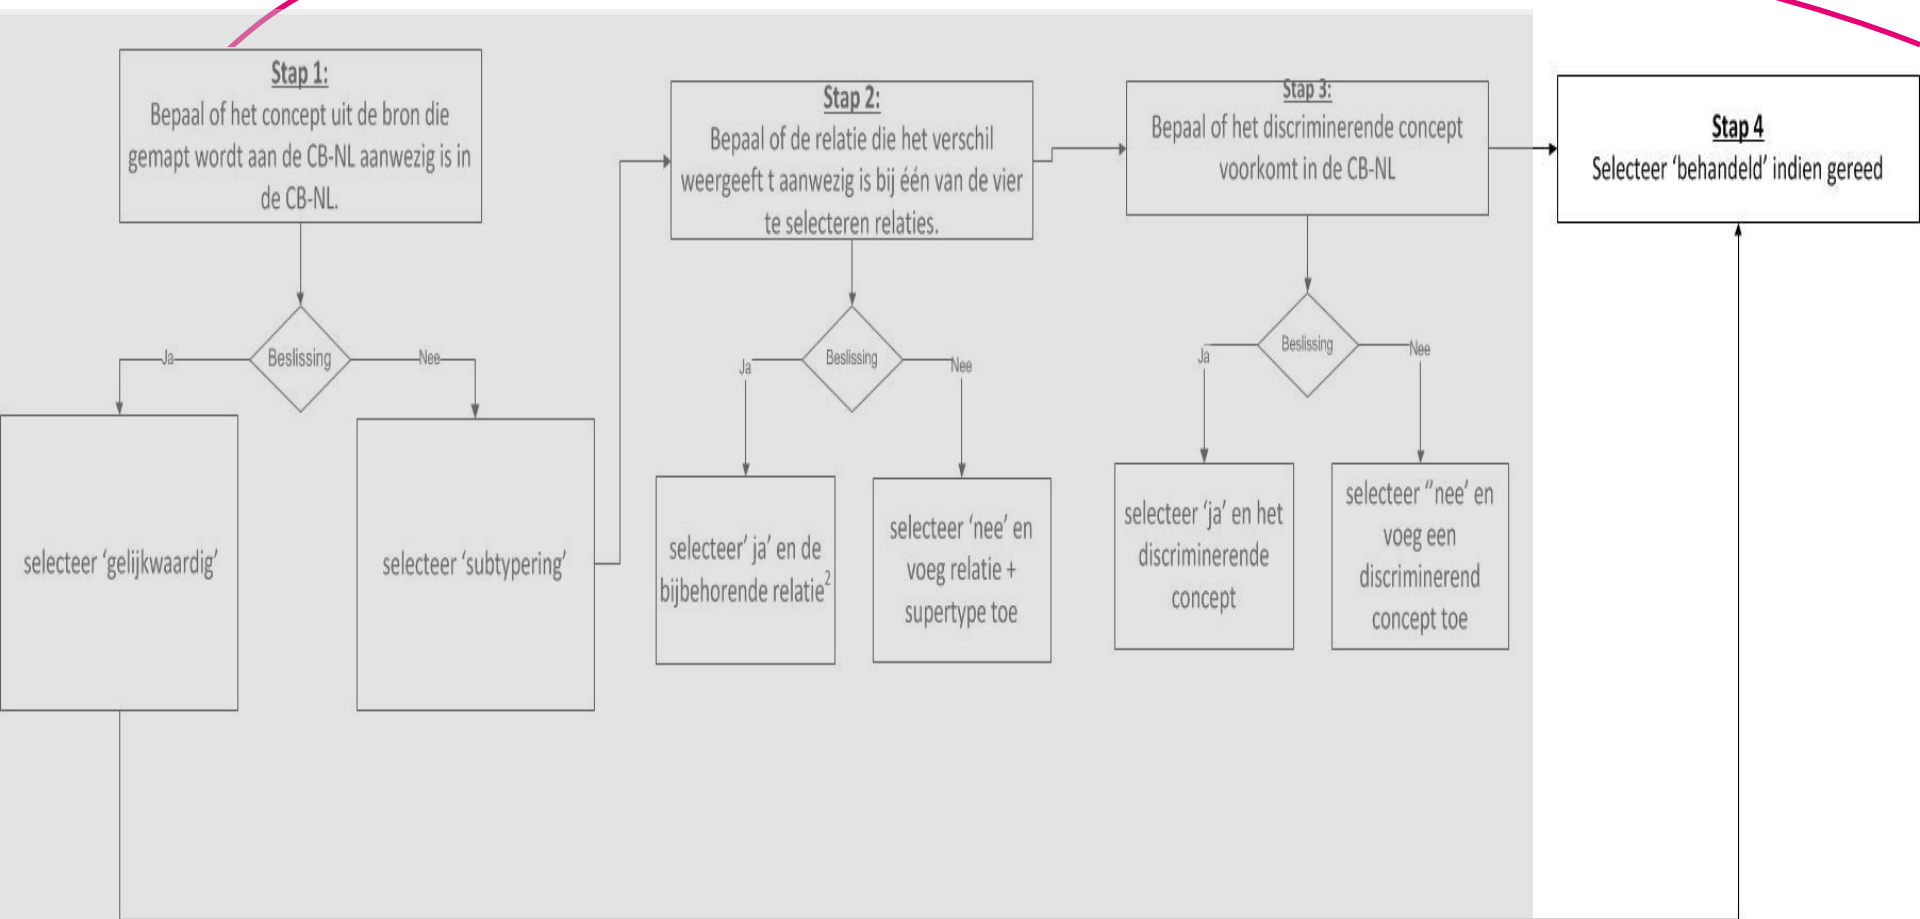 Stap 1:
Bepaal of het concept uit de bron die
gemapt wordt aan de CB-NL aanwezig is in
de CB-NL.
Beslissing
Ja
Nee
selecteer ‘gelijkwaardig’
selecteer ‘subtypering’
Stap 2:
Bepaal of de relatie die het verschil
weergeeft t aanwezig is bij één van de vier
te selecteren relaties.
Beslissing
Ja
Nee
selecteer’ ja’ en de
bijbehorende relatie²
selecteer ‘nee’ en
voeg relatie +
supertype toe
Stap 3:
Bepaal of het discriminerende concept
voorkomt in de CB-NL
Beslissing
Ja
Nee
selecteer ‘ja’ en het
discriminerende
concept
selecteer ‘’nee’ en
voeg een
discriminerend
concept toe
Stap 4
Selecteer ‘behandeld’ indien gereed